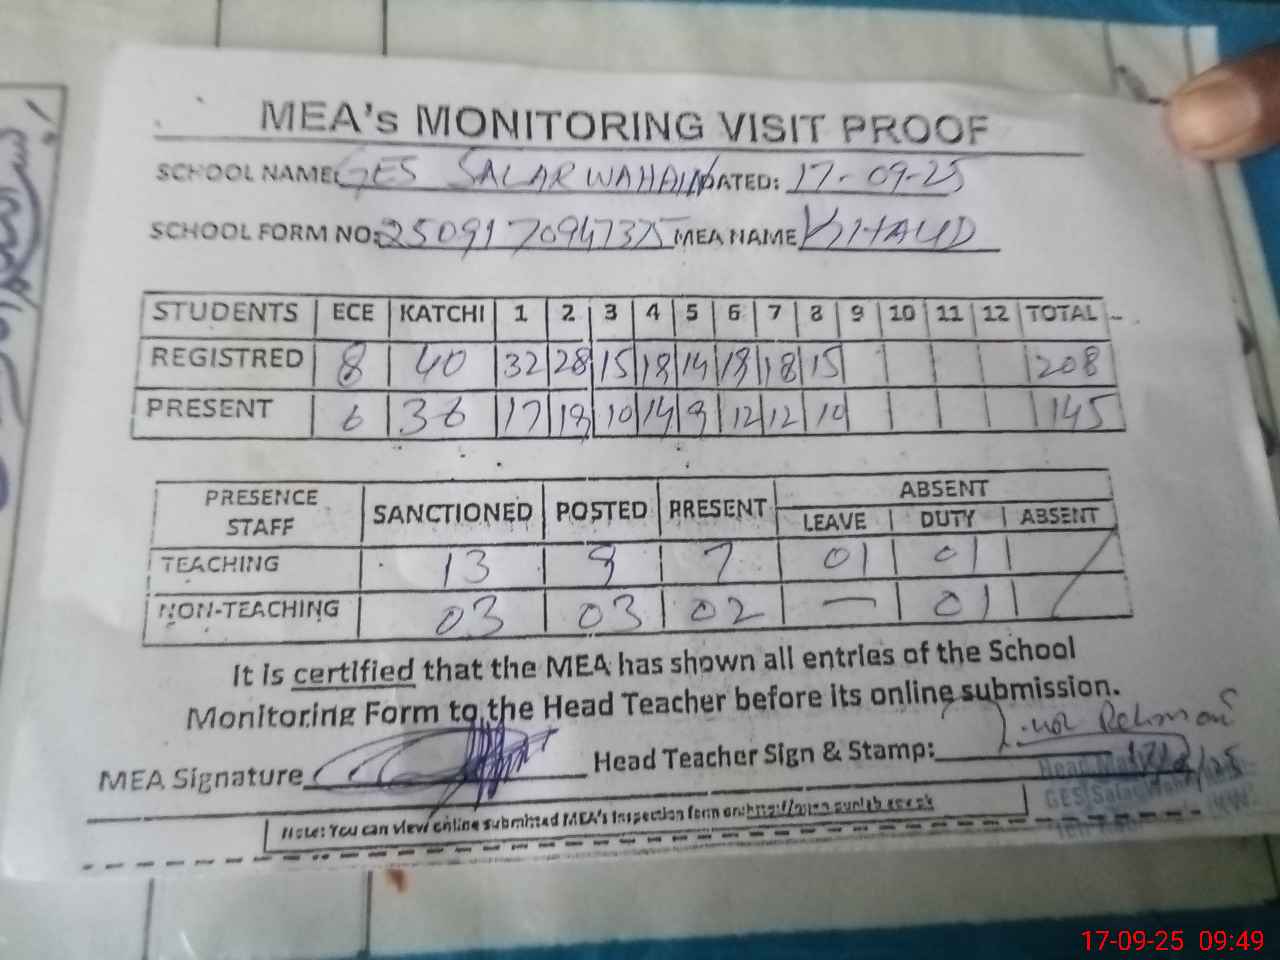 MEA's MONITORING VISIT PROOF
SCHOOL NAME: GES SALARWAHAN DATED: 17-09-25
SCHOOL FORM NO: MEA NAME KHALID
STUDENTS ECE KATCHI 1 2 3 4 5 6 7 8 9 10 11 12 TOTAL
REGISTRED 8 40 32 28 15 18 14 18 18 15 208
PRESENT 6 36 17 18 10 14 9 12 12 10 145
PRESENCE STAFF SANCTIONED POSTED PRESENT ABSENT
LEAVE DUTY ABSENT
TEACHING 13 9 7 01 01
NON-TEACHING 03 03 02 — 01
It is certified that the MEA has shown all entries of the School
Monitoring Form to the Head Teacher before its online submission.
MEA Signature Head Teacher Sign & Stamp:
Note: You can view online submitted MEA's inspection form on:
17-09-25 09:49